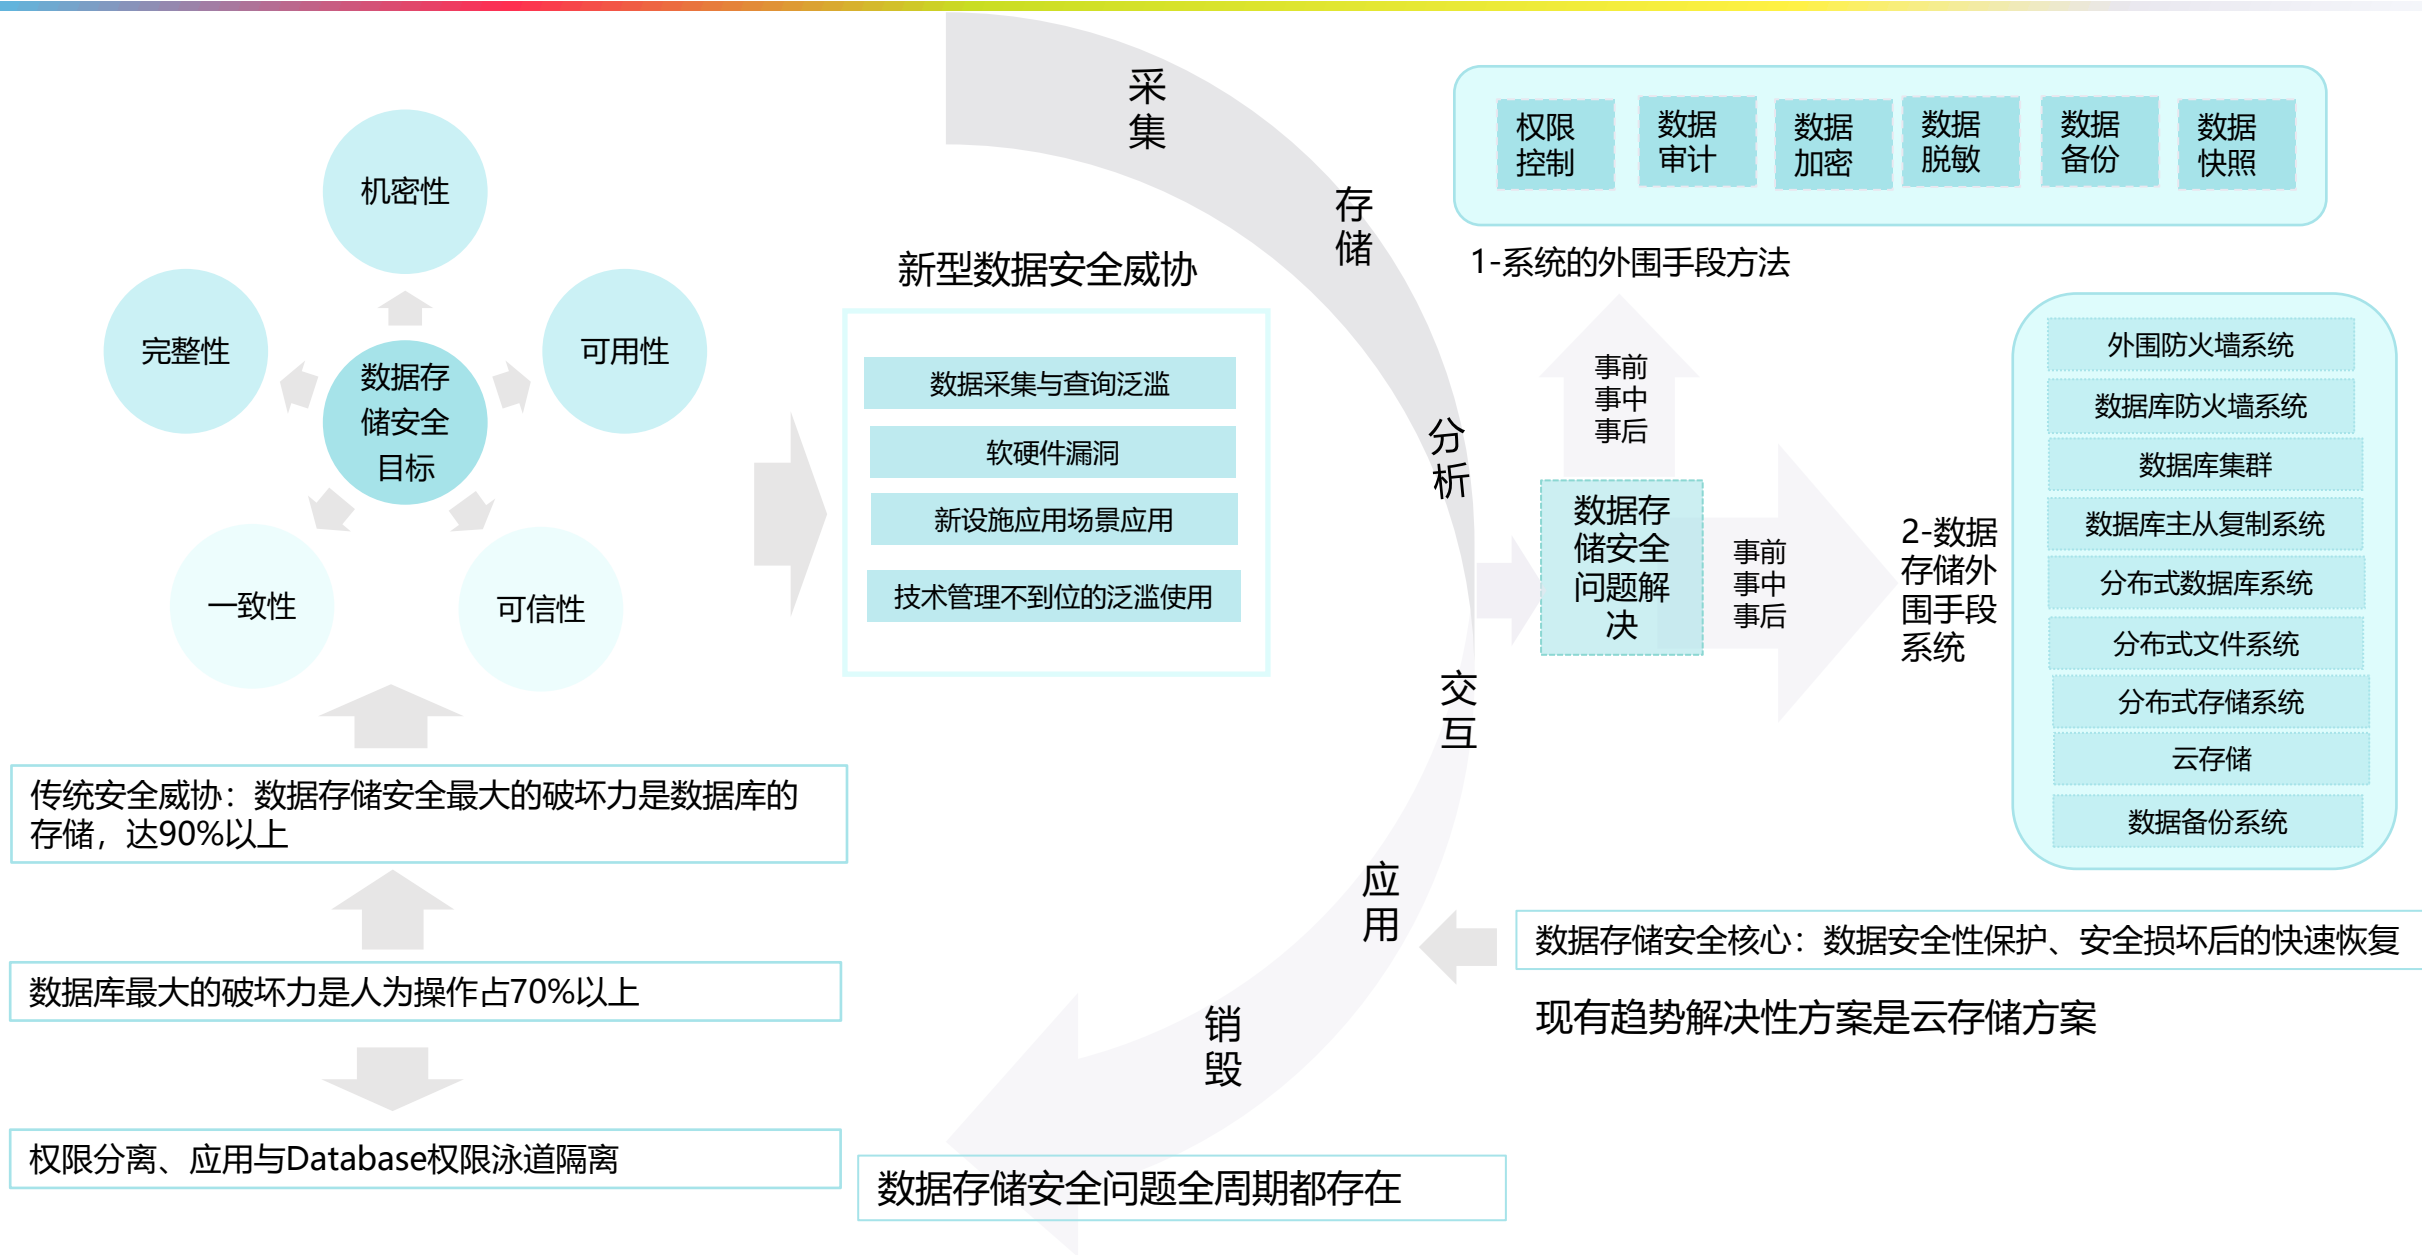 机密性
完整性
可用性
数据存
储安全
目标
一致性
可信性
传统安全威协：数据存储安全最大的破坏力是数据库的
存储，达90%以上
数据库最大的破坏力是人为操作占70%以上
权限分离、应用与Database权限泳道隔离
新型数据安全威协
数据采集与查询泛滥
软硬件漏洞
新设施应用场景应用
技术管理不到位的泛滥使用
采
集
存
储
分
析
交
互
应
用
销
毁
数据存储安全问题全周期都存在
权限
控制
数据
审计
数据
加密
数据
脱敏
数据
备份
数据
快照
1-系统的外围手段方法
事前
事中
事后
数据存
储安全
问题解
决
事前
事中
事后
2-数据
存储外
围手段
系统
外围防火墙系统
数据库防火墙系统
数据库集群
数据库主从复制系统
分布式数据库系统
分布式文件系统
分布式存储系统
云存储
数据备份系统
数据存储安全核心：数据安全性保护、安全损坏后的快速恢复
现有趋势解决性方案是云存储方案